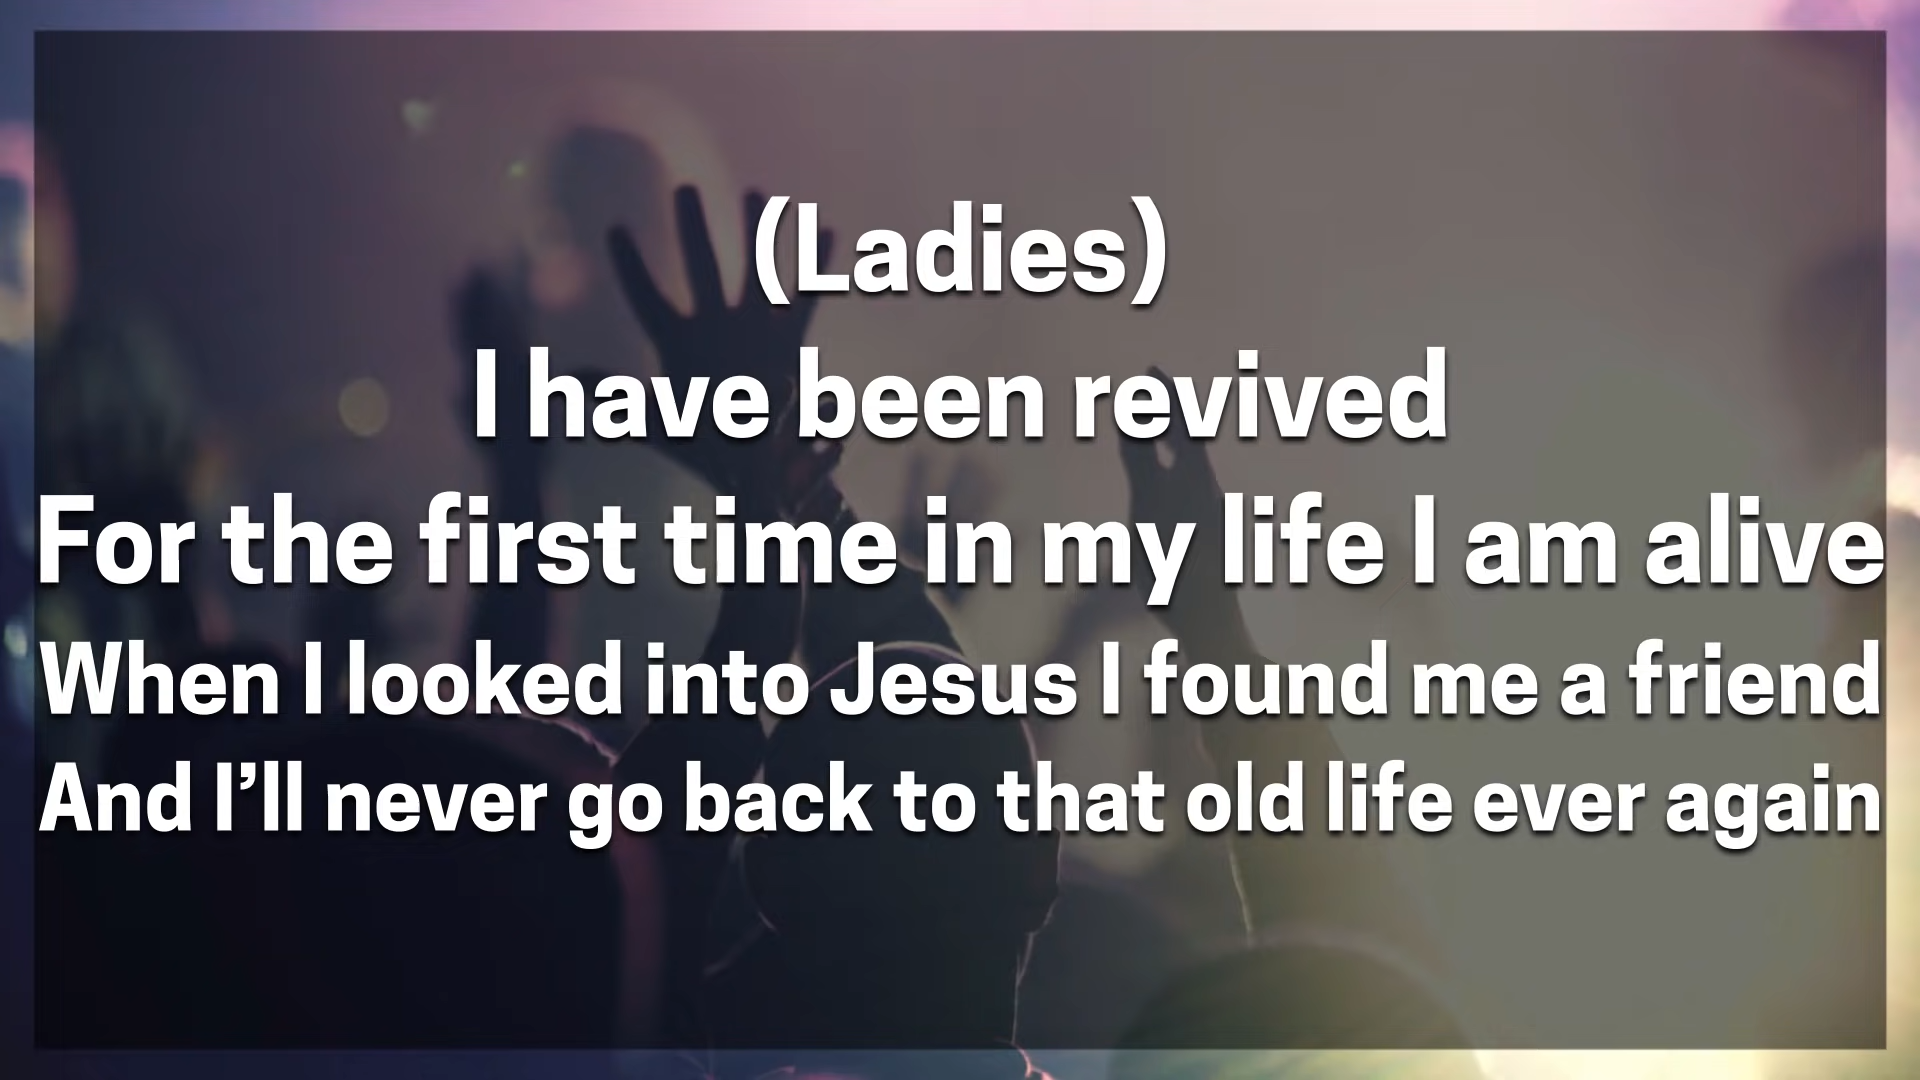 (Ladies)
I have been revived
For the first time in my life I am alive
When I looked into Jesus I found me a friend
And I’ll never go back to that old life ever again